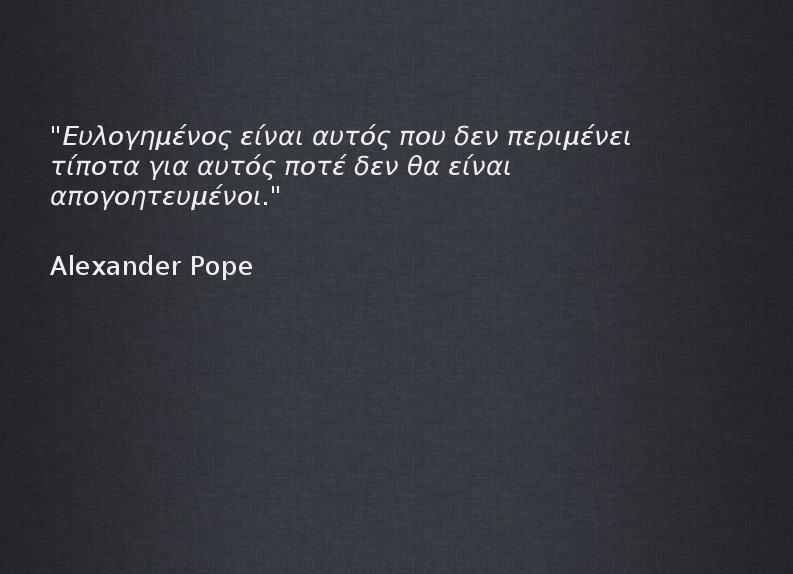 "Ευλογημένος είναι αυτός που δεν περιμένει
τίποτα για αυτός ποτέ δεν θα είναι
απογοητευμένοι."
Alexander Pope